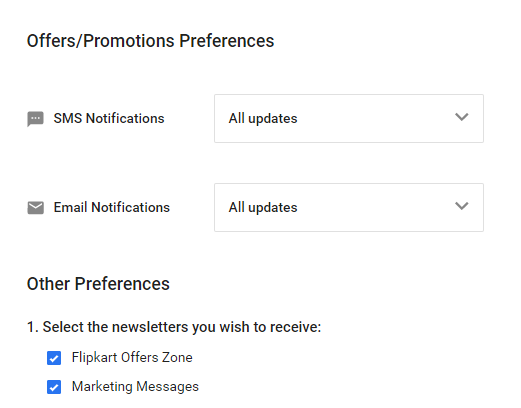 Offers/Promotions Preferences
SMS Notifications
All updates
Email Notifications
All updates
Other Preferences
1. Select the newsletters you wish to receive:
Flipkart Offers Zone
Marketing Messages